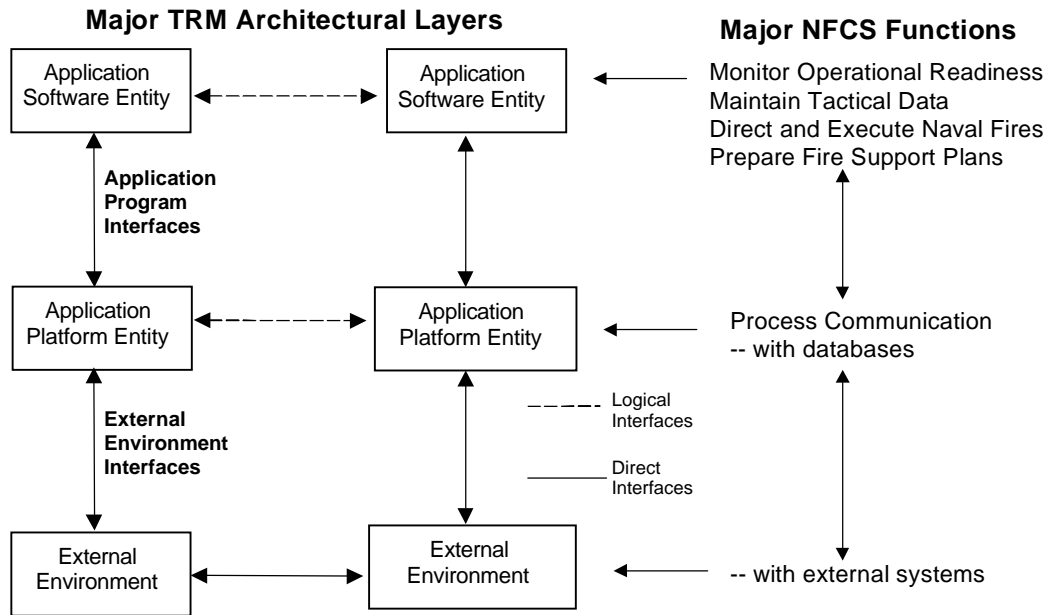 Major TRM Architectural Layers
Major NFCS Functions
Application
Software Entity
Application
Software Entity
Monitor Operational Readiness
Maintain Tactical Data
Direct and Execute Naval Fires
Prepare Fire Support Plans
Application
Program
Interfaces
Application
Platform Entity
Application
Platform Entity
Process Communication
-- with databases
External
Environment
Interfaces
Logical
Interfaces
Direct
Interfaces
External
Environment
External
Environment
-- with external systems